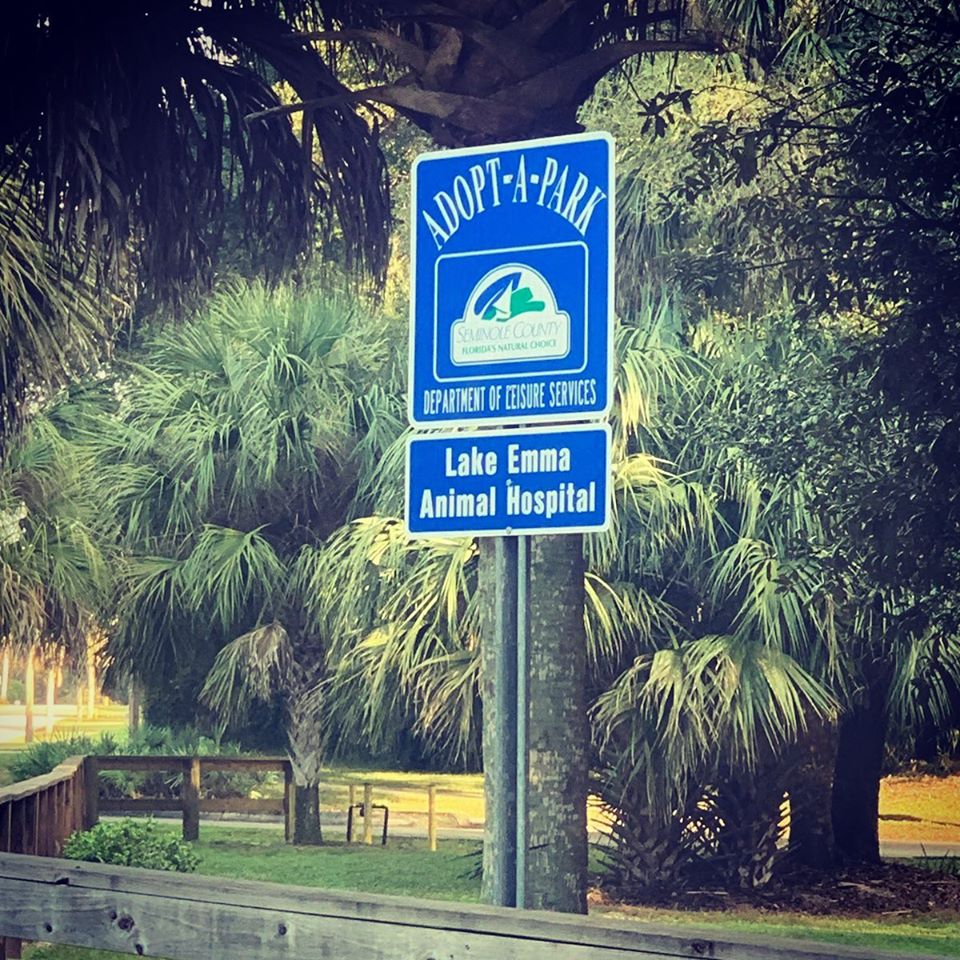 ADOPT-A-PARK
SEMINOLE COUNTY
FLORIDA'S NATURAL CHOICE
DEPARTMENT OF LEISURE SERVICES
Lake Emma
Animal Hospital